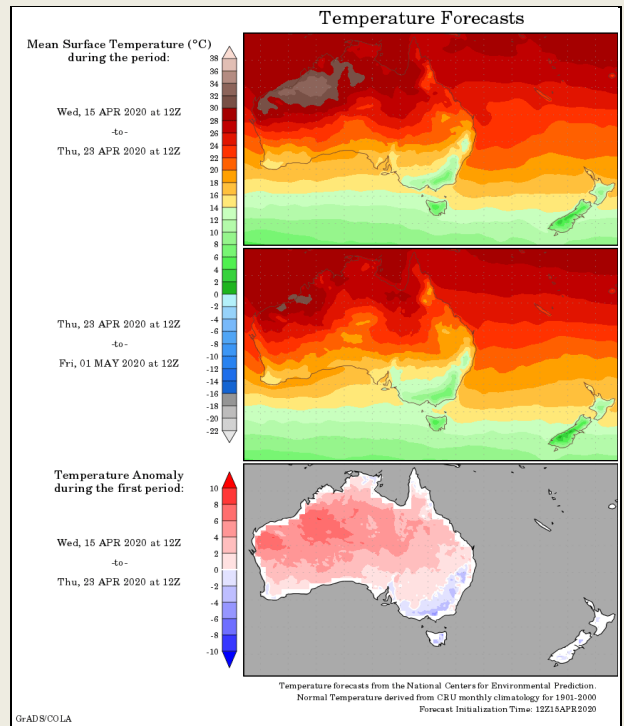 Temperature Forecasts
Mean Surface Temperature (°C)
during the period:
38
36
34
32
30
28
26
24
22
20
18
16
14
12
10
8
6
4
2
0
-2
-4
-6
-8
-10
-12
-14
-16
-18
-20
-22
Wed, 15 APR 2020 at 12Z
-to-
Thu, 23 APR 2020 at 12Z
Thu, 23 APR 2020 at 12Z
-to-
Fri, 01 MAY 2020 at 12Z
Temperature Anomaly
during the first period:
10
8
6
4
2
0
-2
-4
-6
-8
-10
Wed, 15 APR 2020 at 12Z
-to-
Thu, 23 APR 2020 at 12Z
Temperature forecasts from the National Centers for Environmental Prediction.
Normal Temperature derived from CRU monthly climatology for 1901-2000
Forecast Initialization Time: 12Z15APR2020
GrADS/COLA